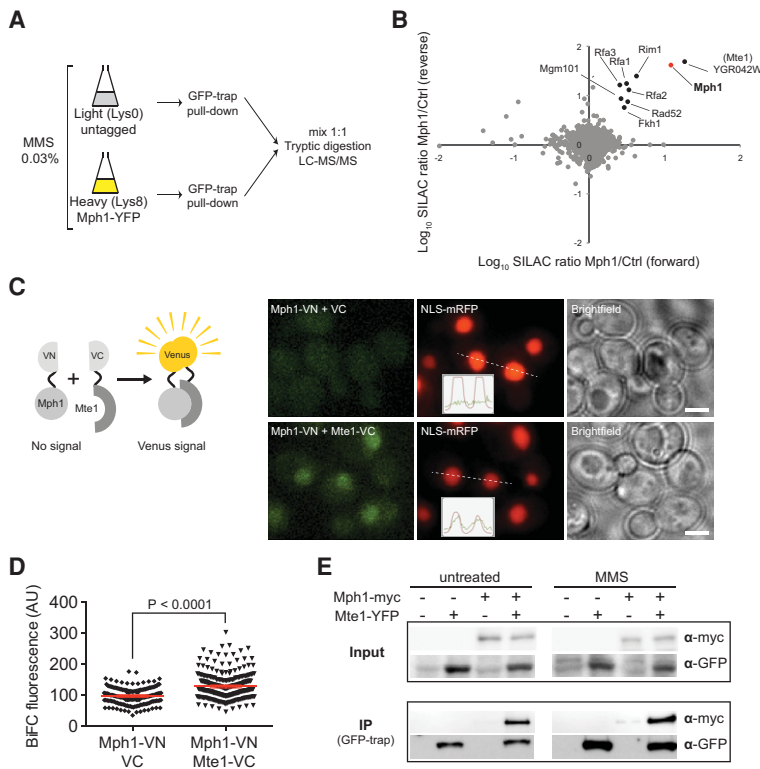 A
MMS
0.03%
Light (Lys0)
untagged
GFP-trap
pull-down
Heavy (Lys8)
Mph1-YFP
GFP-trap
pull-down
mix 1:1
Tryptic digestion
LC-MS/MS
B
Log10 SILAC ratio Mph1/Ctrl (reverse)
2
1
0
-1
-2
-2
-1
0
1
2
Rfa3
Rfa1
Rim1
Mgm101
Rfa2
Rad52
Fkh1
(Mte1)
YGR042W
Mph1
Log10 SILAC ratio Mph1/Ctrl (forward)
C
VN
VC
Mph1
Mte1
Venus
No signal
Venus signal
Mph1-VN + VC
NLS-mRFP
Brightfield
Mph1-VN + Mte1-VC
NLS-mRFP
Brightfield
D
BiFC fluorescence (AU)
400
300
200
100
0
P < 0.0001
Mph1-VN
VC
Mph1-VN
Mte1-VC
E
untreated MMS
Mph1-myc - - + + - - + +
Mte1-YFP - + - + - + - +
Input
α-myc
α-GFP
IP
(GFP-trap)
α-myc
α-GFP